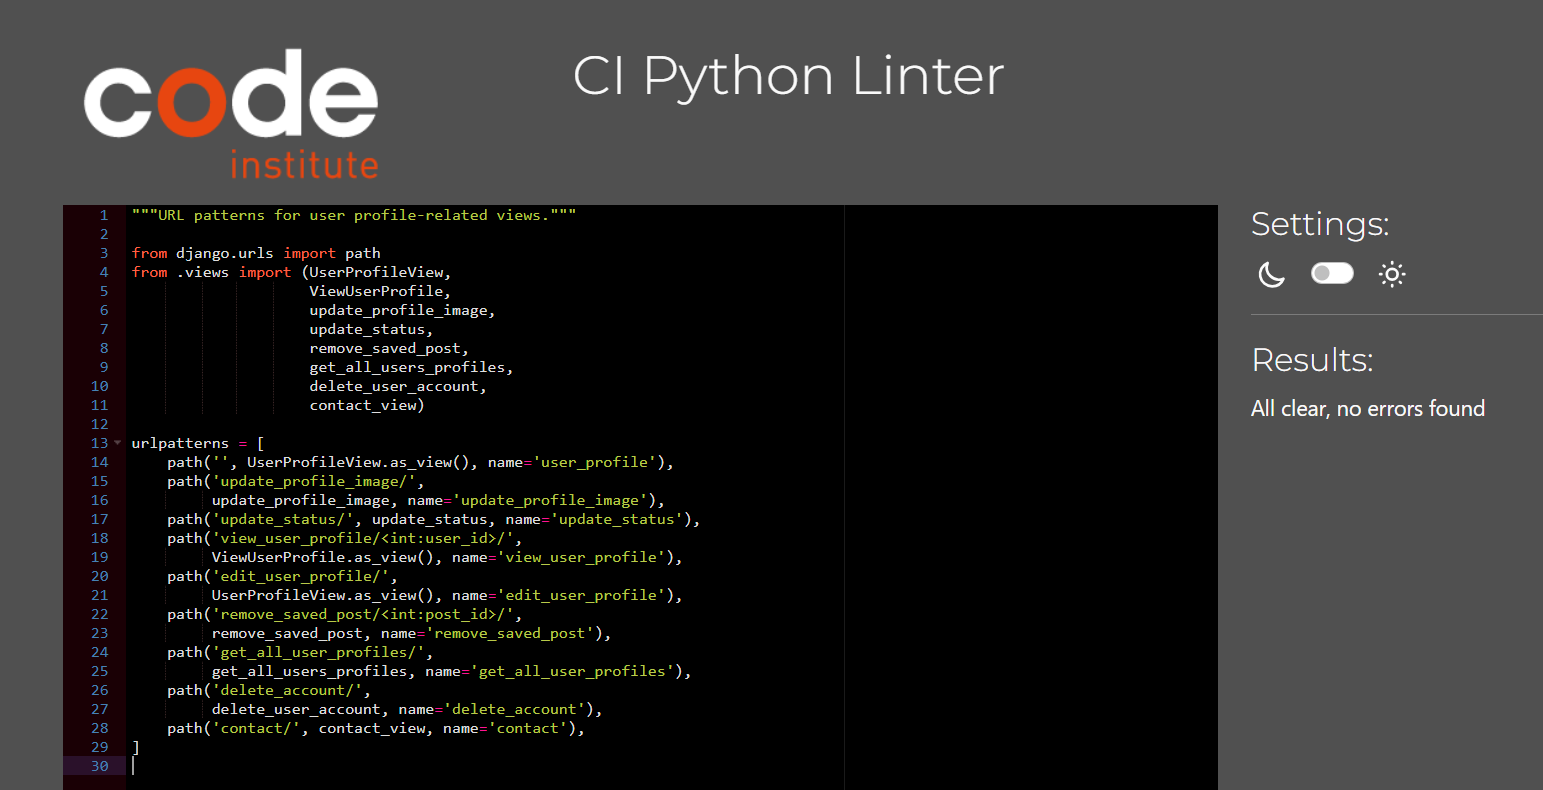 code
institute
CI Python Linter
1 """URL patterns for user profile-related views."""
2
3 from django.urls import path
4 from .views import (UserProfileView,
5                     ViewUserProfile,
6                     update_profile_image,
7                     update_status,
8                     remove_saved_post,
9                     get_all_users_profiles,
10                     delete_user_account,
11                     contact_view)
12
13 urlpatterns = [
14     path('', UserProfileView.as_view(), name='user_profile'),
15     path('update_profile_image/',
16          update_profile_image, name='update_profile_image'),
17     path('update_status/', update_status, name='update_status'),
18     path('view_user_profile/<int:user_id>/',
19          ViewUserProfile.as_view(), name='view_user_profile'),
20     path('edit_user_profile/',
21          UserProfileView.as_view(), name='edit_user_profile'),
22     path('remove_saved_post/<int:post_id>/',
23          remove_saved_post, name='remove_saved_post'),
24     path('get_all_user_profiles/',
25          get_all_users_profiles, name='get_all_user_profiles'),
26     path('delete_account/',
27          delete_user_account, name='delete_account'),
28     path('contact/', contact_view, name='contact'),
29 ]
30
Settings:
Results:
All clear, no errors found